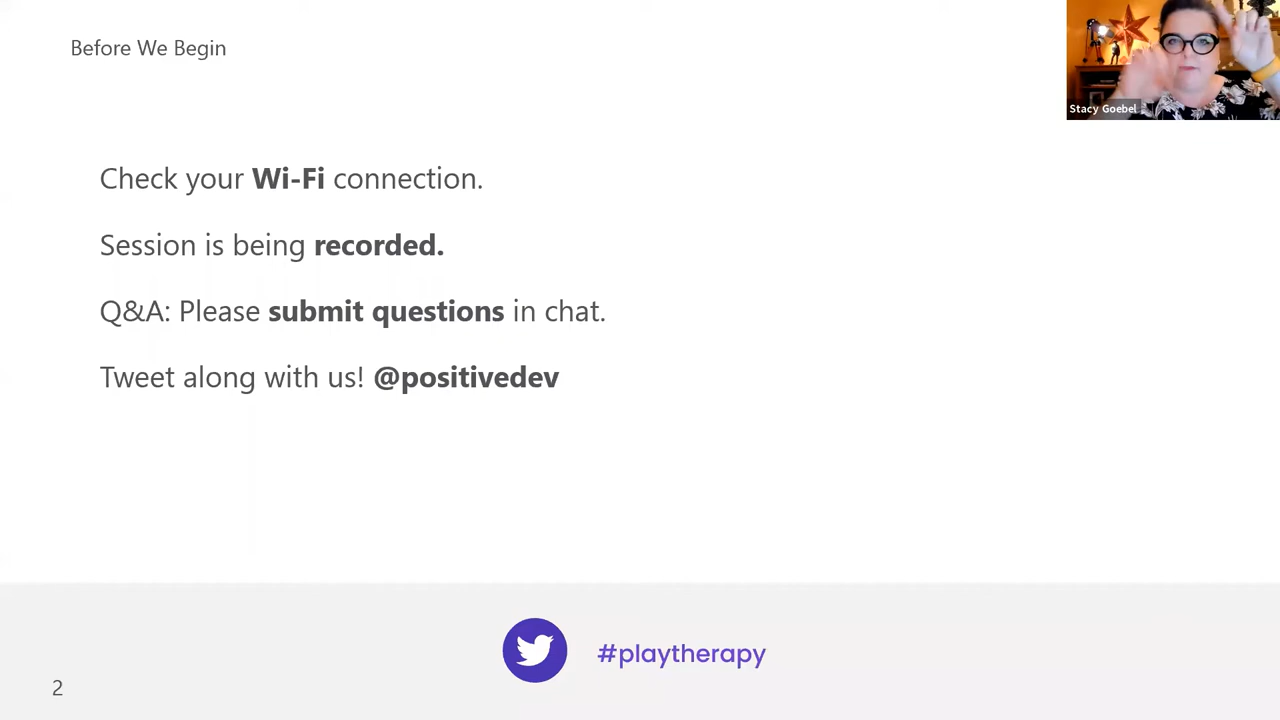 Before We Begin
Stacy Goebel
Check your Wi-Fi connection.
Session is being recorded.
Q&A: Please submit questions in chat.
Tweet along with us! @positivedev
#playtherapy
2